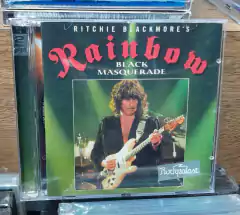 RITCHIE BLACKMORE'S
Rainbow
BLACK
MASQUERADE
Rockpalast